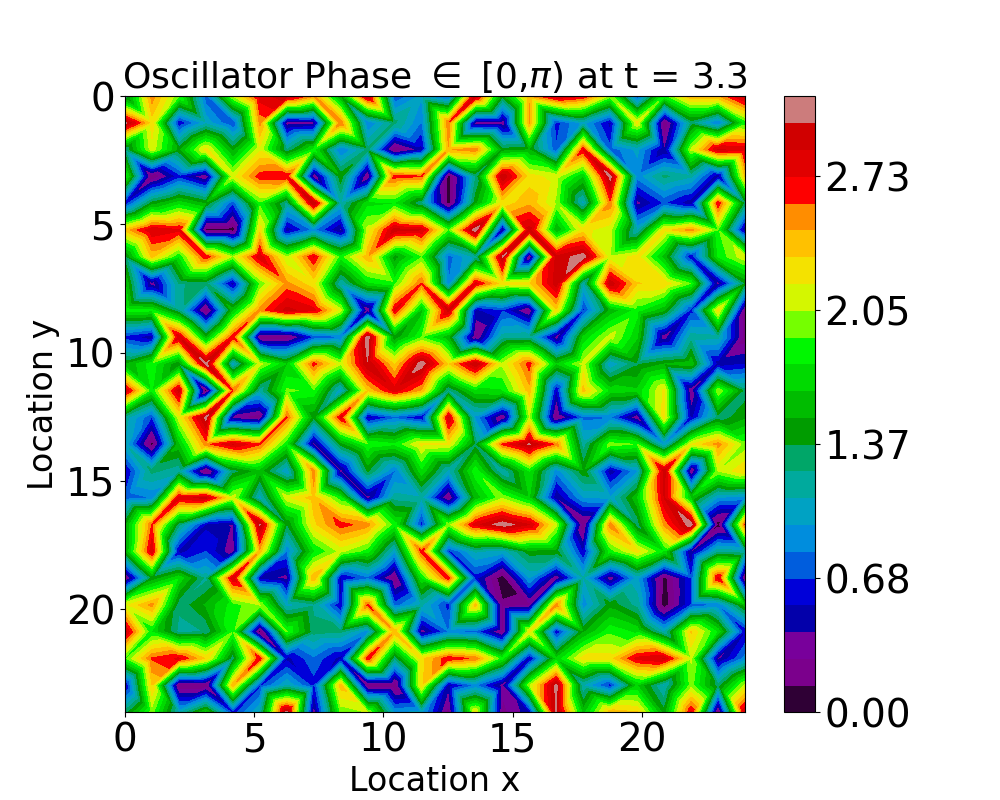 Oscillator Phase ∈ [0,π) at t = 3.3
Location y
0
5
10
15
20
0 5 10 15 20
Location x
2.73
2.05
1.37
0.68
0.00